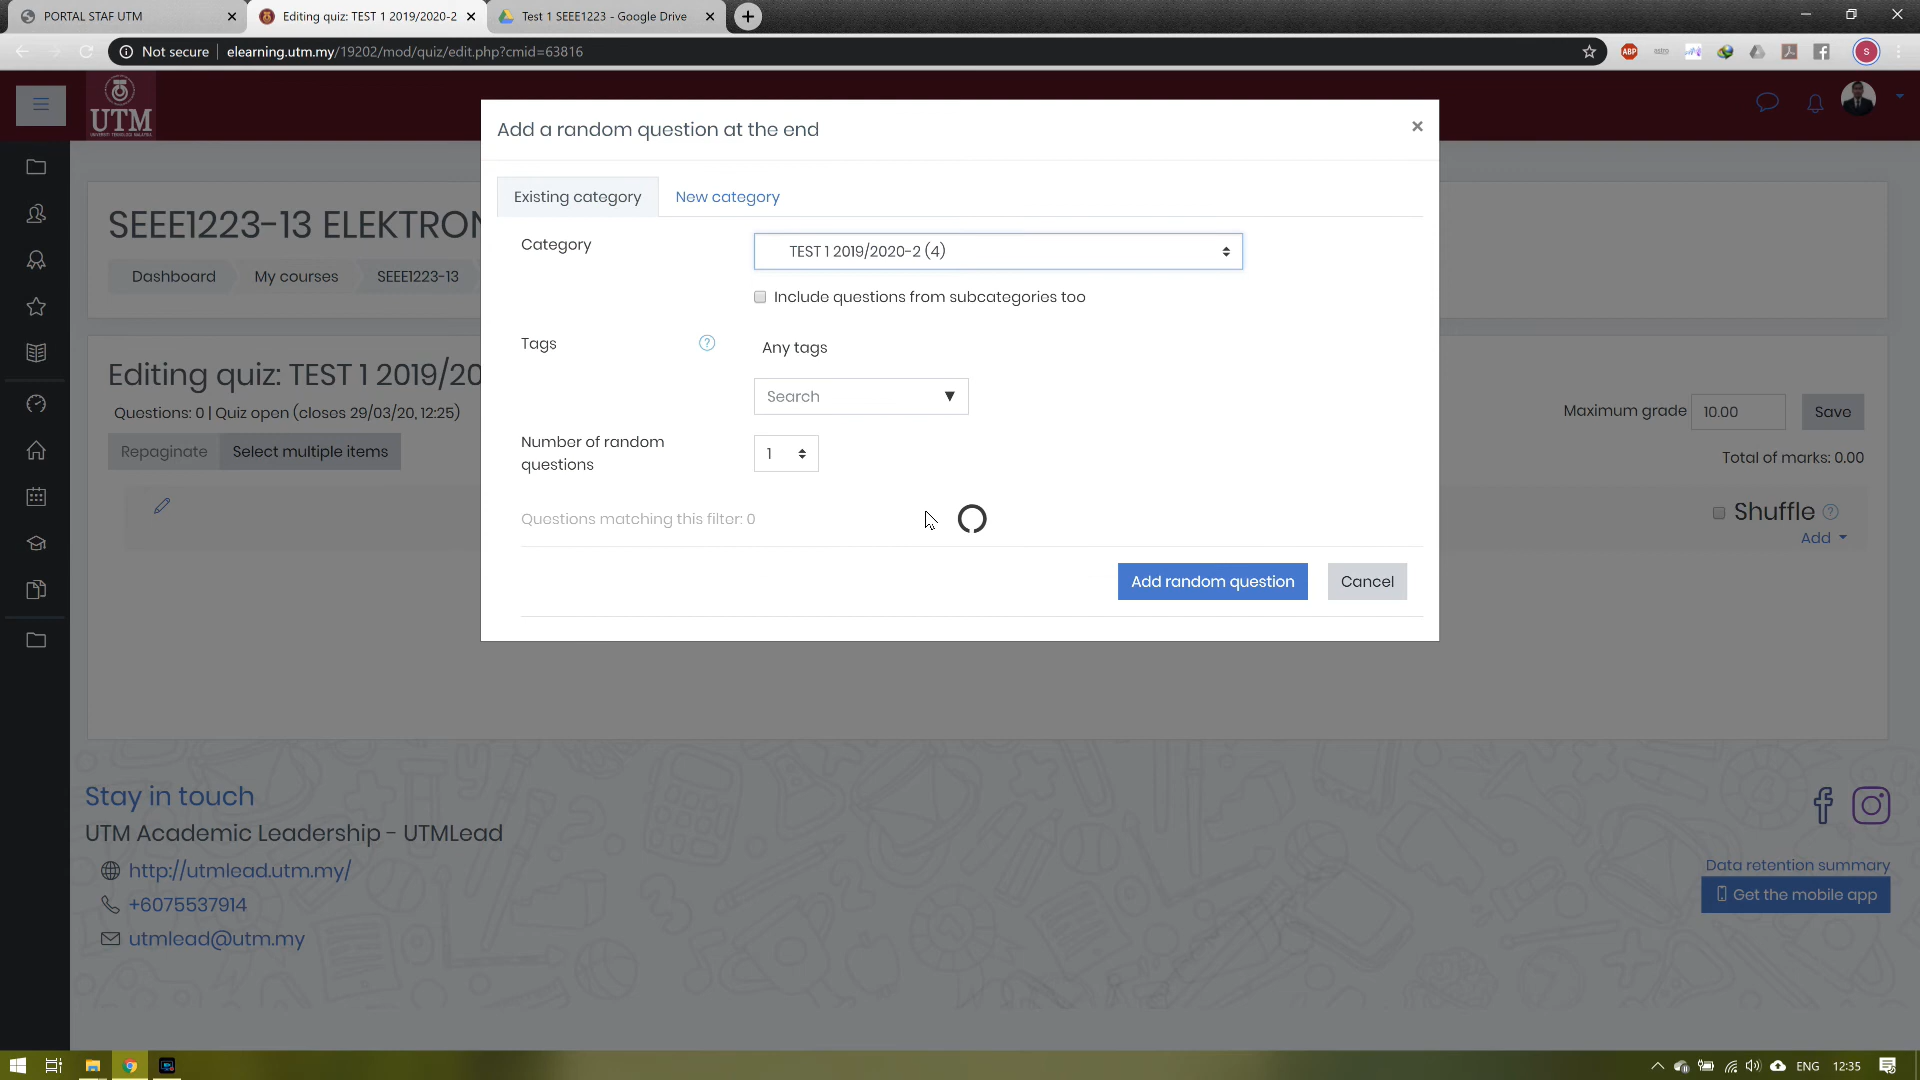 PORTAL STAF UTM
Editing quiz: TEST 1 2019/2020-2
Test 1 SEEE1223 - Google Drive
Not secure
elearning.utm.my/19202/mod/quiz/edit.php?cmid=63816
ABP
S
UTM
Add a random question at the end
Existing category
New category
Category
TEST 1 2019/2020-2 (4)
Include questions from subcategories too
Tags
Any tags
Search
Number of random
questions
1
Questions matching this filter: 0
Add random question
Cancel
SEEE1223-13 ELEKTRON
Dashboard
My courses
SEEE1223-13
Editing quiz: TEST 1 2019/20
Questions: 0 | Quiz open (closes 29/03/20, 12:25)
Maximum grade
10.00
Save
Repaginate
Select multiple items
Total of marks: 0.00
Shuffle
Add
Stay in touch
UTM Academic Leadership - UTMLead
http://utmlead.utm.my/
+6075537914
utmlead@utm.my
Data retention summary
Get the mobile app
ENG
12:35